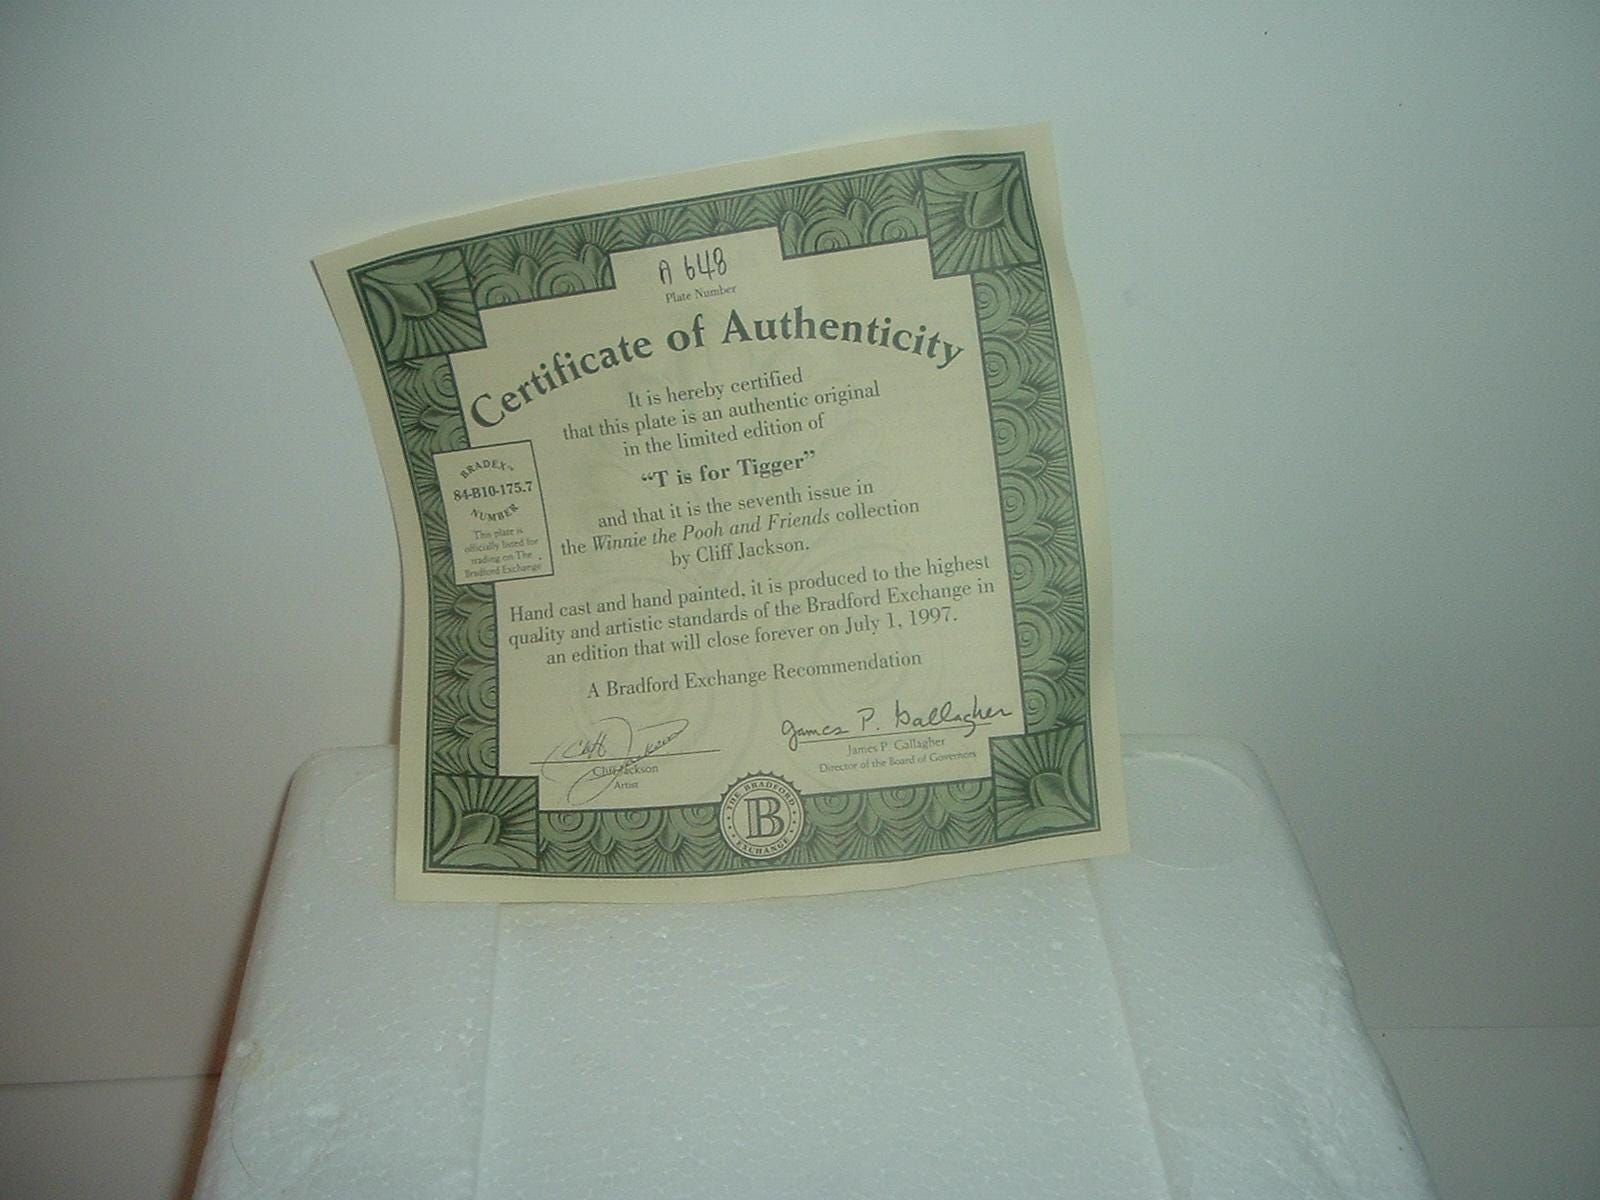 A 648
Plate Number
Certificate of Authenticity
It is hereby certified
that this plate is an authentic original
in the limited edition of
“T is for Tigger”
and that it is the seventh issue in
the Winnie the Pooh and Friends collection
by Cliff Jackson.
BRADEX™
84-B10-175.7
NUMBER
This plate is
officially listed for
trading on The
Bradford Exchange
Hand cast and hand painted, it is produced to the highest
quality and artistic standards of the Bradford Exchange in
an edition that will close forever on July 1, 1997.
A Bradford Exchange Recommendation
Cliff Jackson
Cliff Jackson
Artist
James P. Gallagher
James P. Gallagher
Director of the Board of Governors
THE BRADFORD
B
EXCHANGE